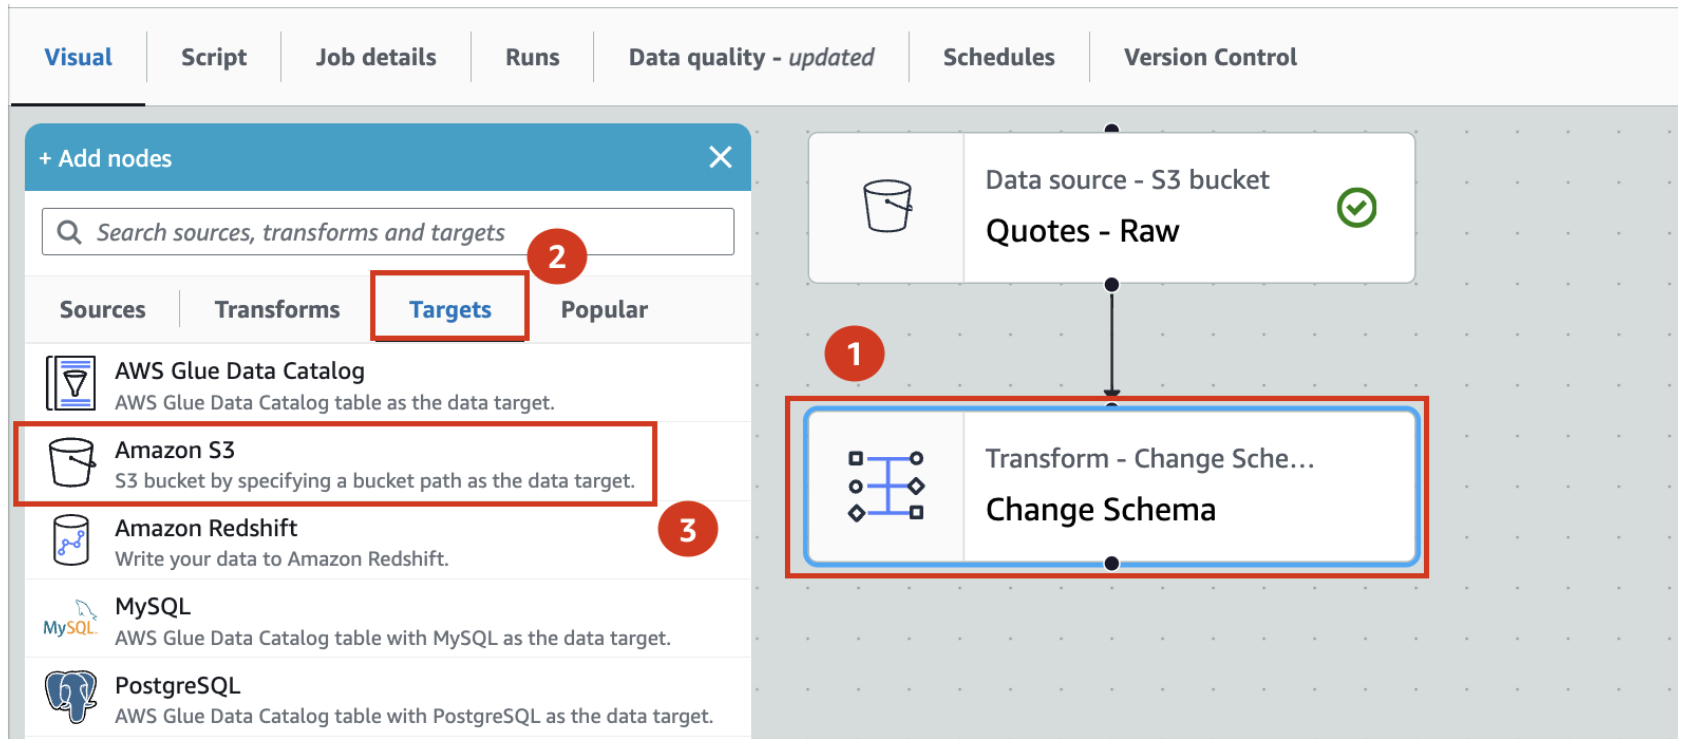 Visual
Script
Job details
Runs
Data quality - updated
Schedules
Version Control
+ Add nodes
Search sources, transforms and targets
2
Sources
Transforms
Targets
Popular
AWS Glue Data Catalog
AWS Glue Data Catalog table as the data target.
Amazon S3
S3 bucket by specifying a bucket path as the data target.
3
Amazon Redshift
Write your data to Amazon Redshift.
MySQL
MySQL
AWS Glue Data Catalog table with MySQL as the data target.
PostgreSQL
AWS Glue Data Catalog table with PostgreSQL as the data target.
Data source - S3 bucket
Quotes - Raw
1
Transform - Change Sche...
Change Schema